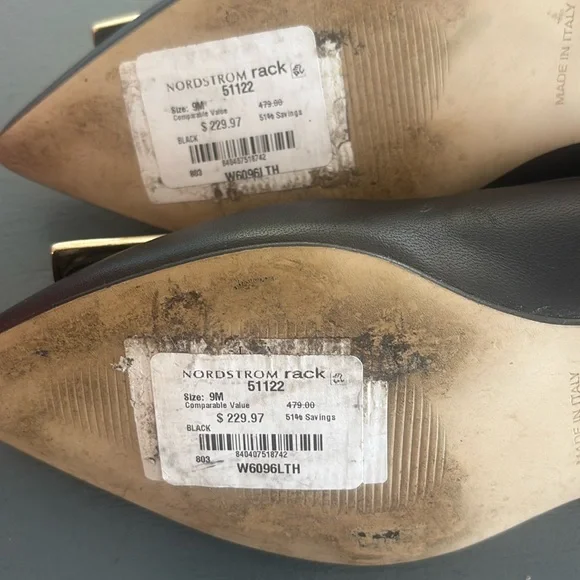 NORDSTROM rack
51122
Size: 9M
Comparable Value 479.00
$ 229.97 51% Savings
BLACK
840407518742
803 W6096LTH
MADE IN ITALY
NORDSTROM rack
51122
Size: 9M
Comparable Value 479.00
$ 229.97 51% Savings
BLACK
840407518742
803 W6096LTH
MADE IN ITALY